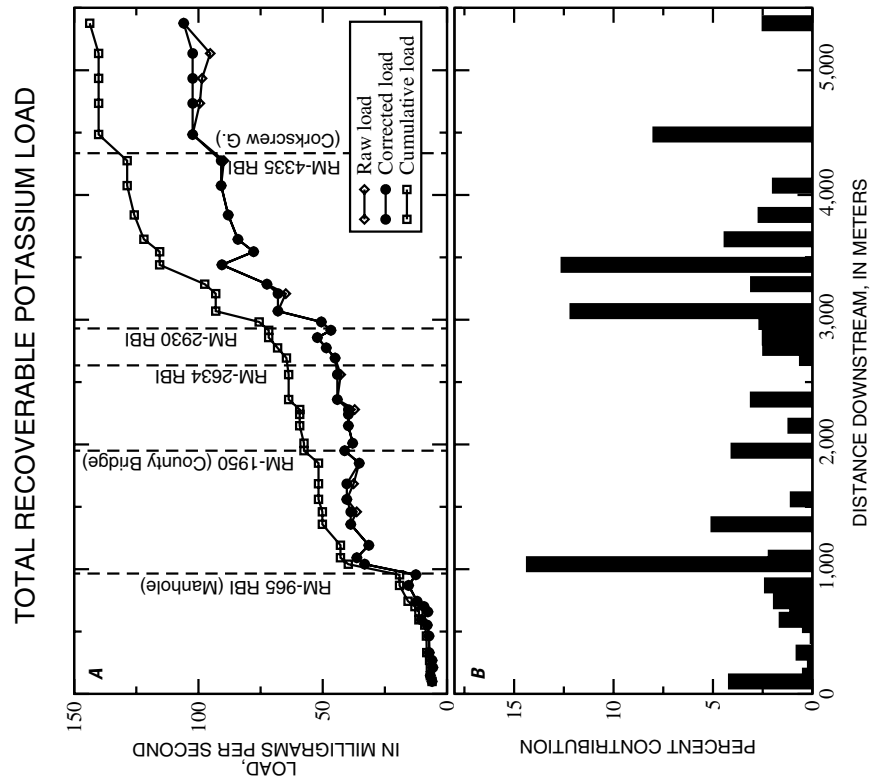 TOTAL RECOVERABLE POTASSIUM LOAD
A
150
100
50
0
LOAD,
IN MILLIGRAMS PER SECOND
RM-965 RBI (Manhole)
RM-1950 (County Bridge)
RM-2634 RBI
RM-2930 RBI
RM-4335 RBI
(Corkscrew G.)
Raw load
Corrected load
Cumulative load
B
15
10
5
0
PERCENT CONTRIBUTION
0
1,000
2,000
3,000
4,000
5,000
DISTANCE DOWNSTREAM, IN METERS